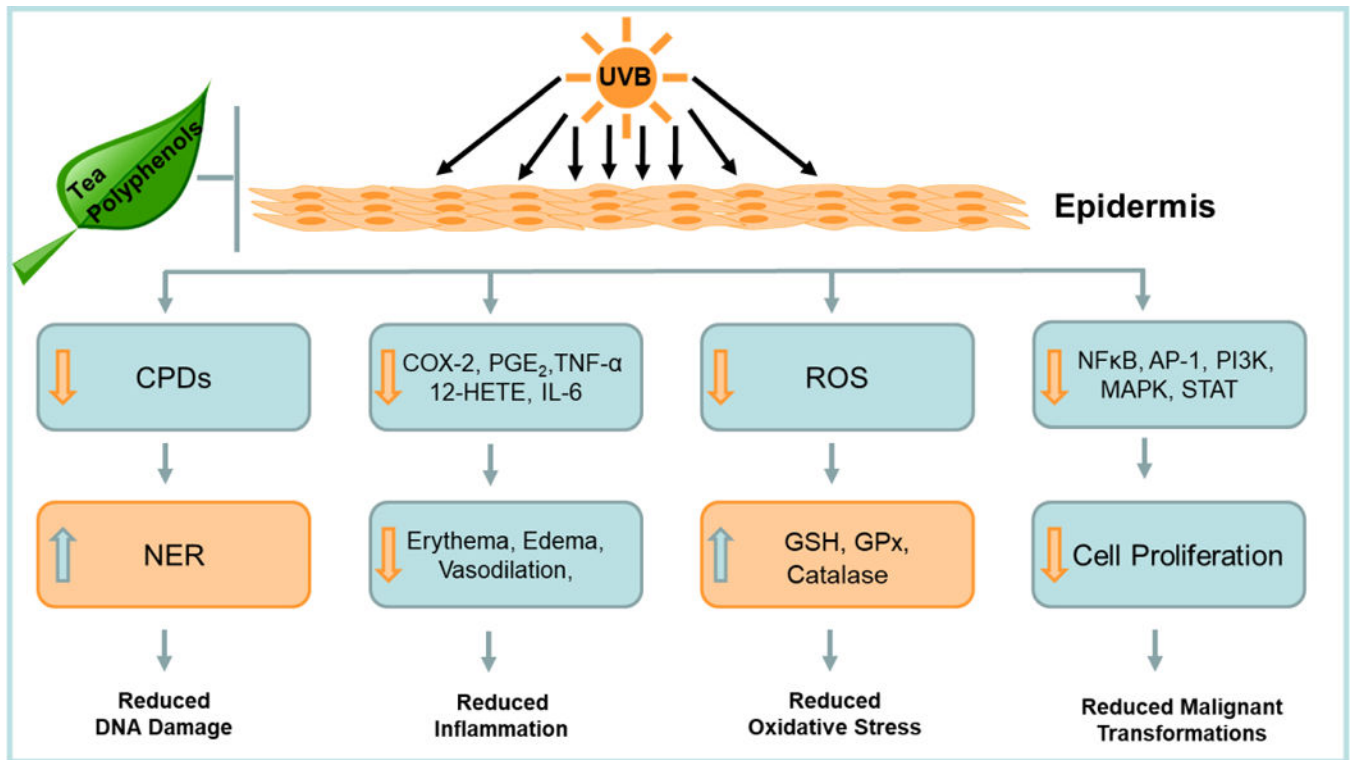 UVB
Tea
Polyphenols
Epidermis
CPDs
COX-2, PGE₂,TNF-α
12-HETE, IL-6
ROS
NFκB, AP-1, PI3K,
MAPK, STAT
NER
Erythema, Edema,
Vasodilation,
GSH, GPx,
Catalase
Cell Proliferation
Reduced
DNA Damage
Reduced
Inflammation
Reduced
Oxidative Stress
Reduced Malignant
Transformations